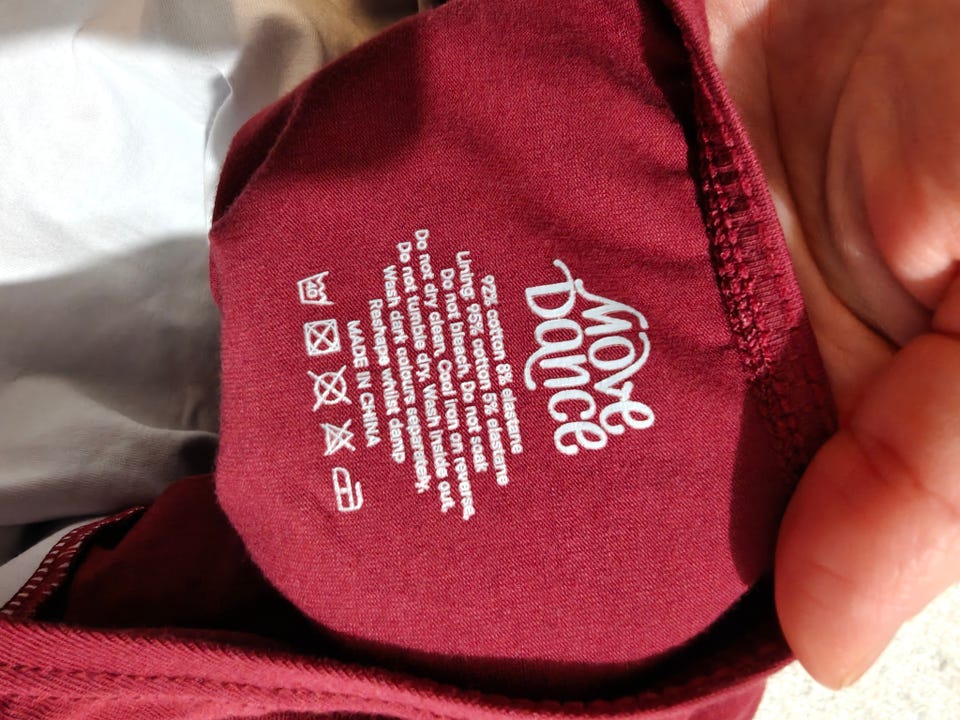 Move
Dance
92% cotton 8% elastane
Lining: 95% cotton 5% elastane
Do not bleach. Do not soak
Do not dry clean. Cool iron on reverse.
Do not tumble dry. Wash inside out.
Wash dark colours separately.
Reshape whilst damp
MADE IN CHINA
40